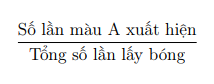 Số lần màu A xuất hiện
Tổng số lần lấy bóng